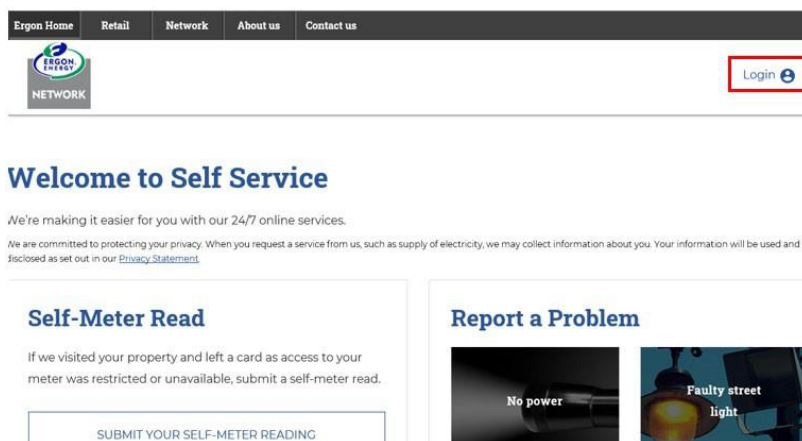 Ergon Home Retail Network About us Contact us
ERGON
ENERGY
NETWORK
Login
Welcome to Self Service
We're making it easier for you with our 24/7 online services.
We are committed to protecting your privacy. When you request a service from us, such as supply of electricity, we may collect information about you. Your information will be used and
disclosed as set out in our Privacy Statement
Self-Meter Read
If we visited your property and left a card as access to your
meter was restricted or unavailable, submit a self-meter read.
SUBMIT YOUR SELF-METER READING
Report a Problem
No power
Faulty street
light